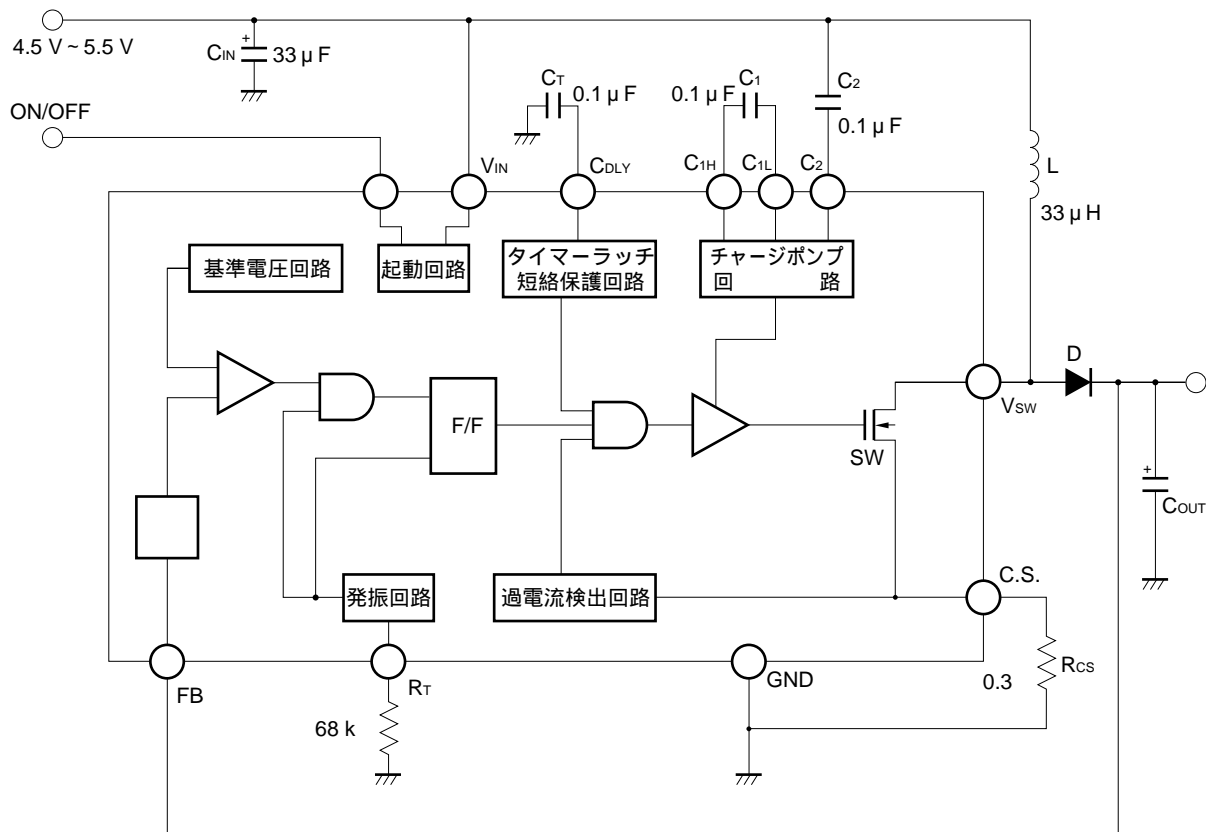 4.5 V ~ 5.5 V
CIN
33 µ F
CT
0.1 µ F
C1
0.1 µ F
C2
0.1 µ F
ON/OFF
VIN
CDLY
C1H
C1L
C2
L
33 µ H
基準電圧回路
起動回路
タイマーラッチ
短絡保護回路
チャージポンプ
回 路
D
VSW
F/F
SW
COUT
C.S.
発振回路
過電流検出回路
FB
RT
GND
RCS
0.3
68 k